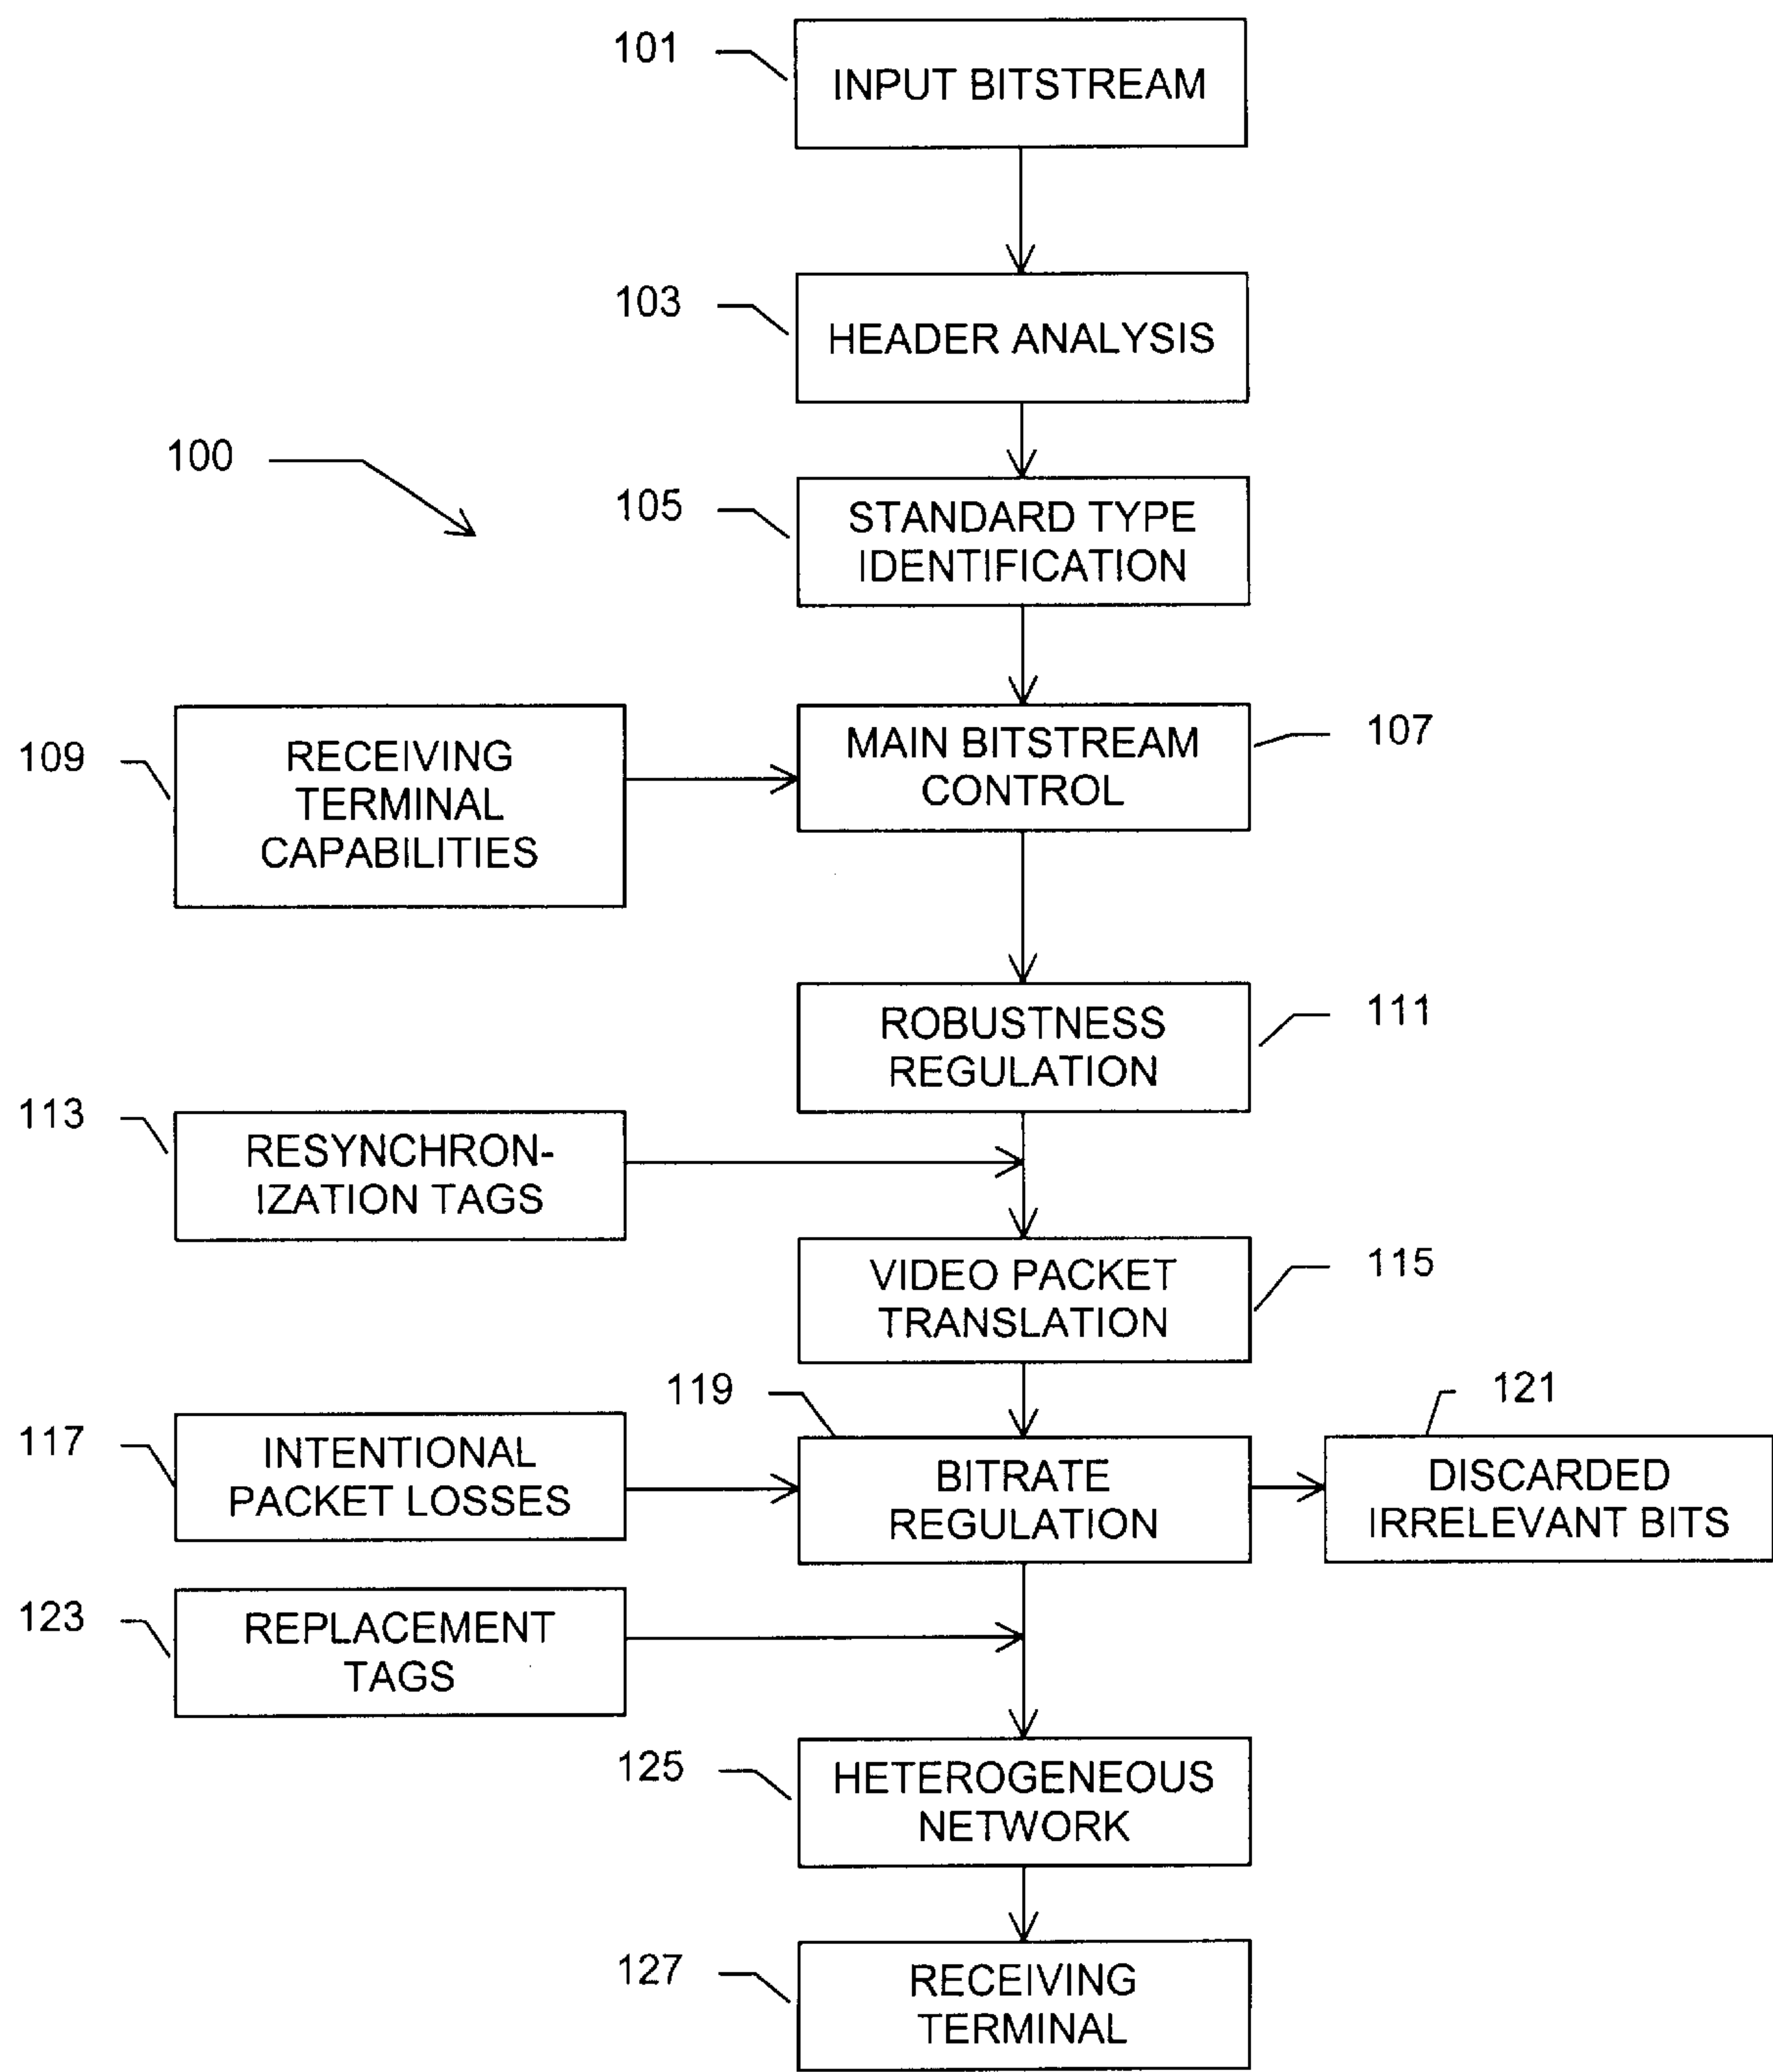 101
INPUT BITSTREAM
103
HEADER ANALYSIS
100
105
STANDARD TYPE
IDENTIFICATION
109
RECEIVING
TERMINAL
CAPABILITIES
MAIN BITSTREAM
CONTROL
107
ROBUSTNESS
REGULATION
111
113
RESYNCHRON-
IZATION TAGS
VIDEO PACKET
TRANSLATION
115
117
INTENTIONAL
PACKET LOSSES
119
BITRATE
REGULATION
121
DISCARDED
IRRELEVANT BITS
123
REPLACEMENT
TAGS
125
HETEROGENEOUS
NETWORK
127
RECEIVING
TERMINAL